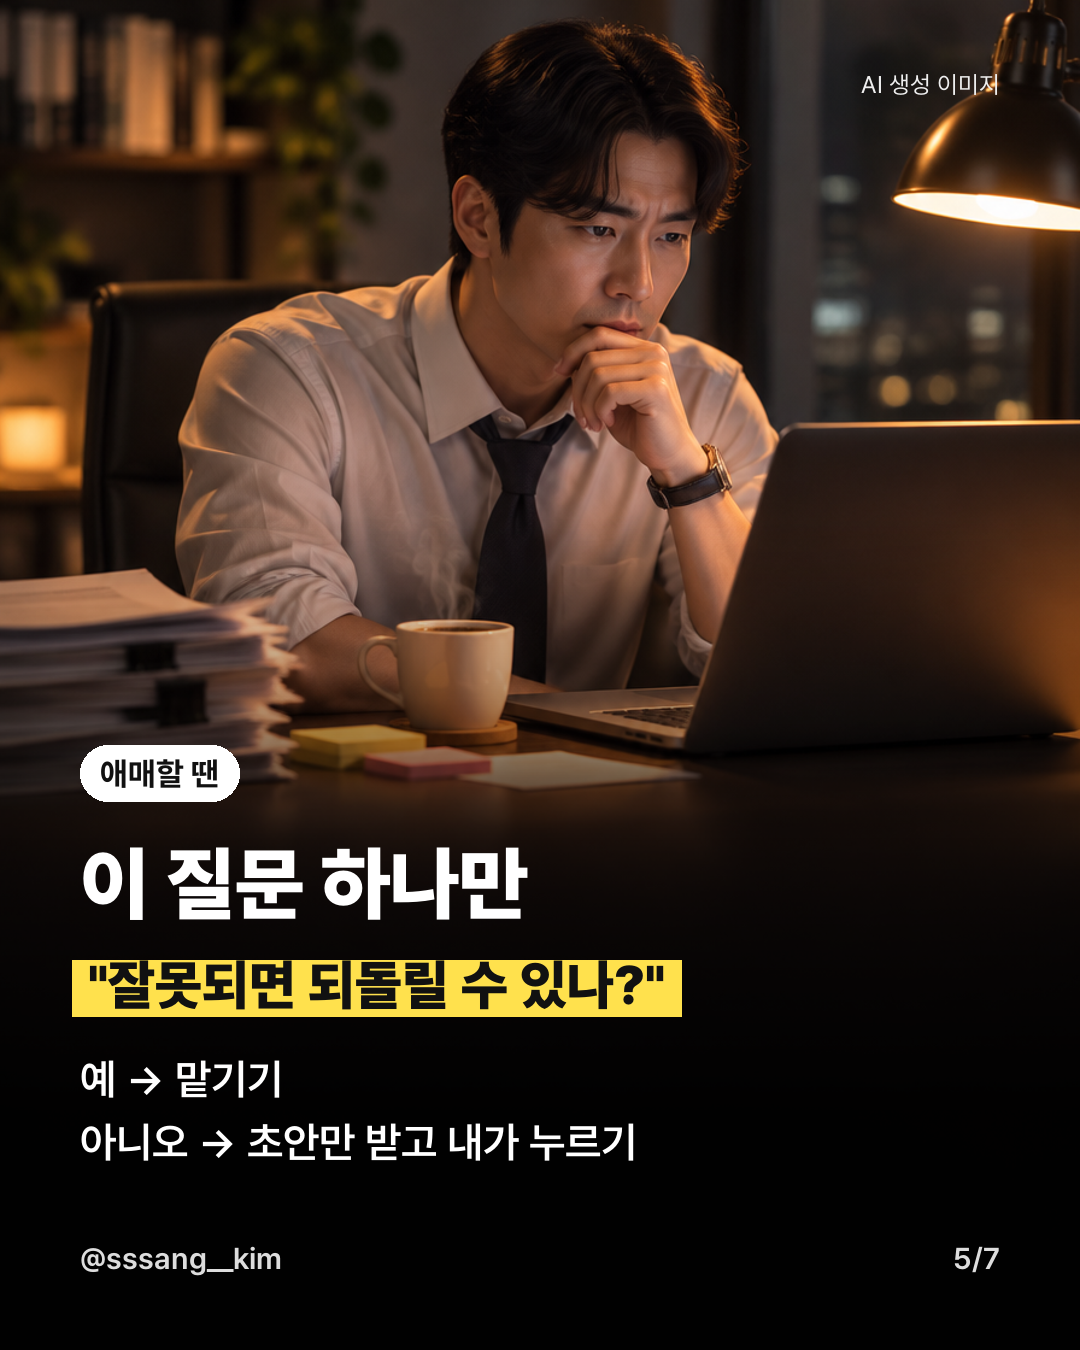 AI 생성 이미지
애매할 땐
이 질문 하나만
"잘못되면 되돌릴 수 있나?"
예 → 맡기기
아니오 → 초안만 받고 내가 누르기
@sssang__kim
5/7